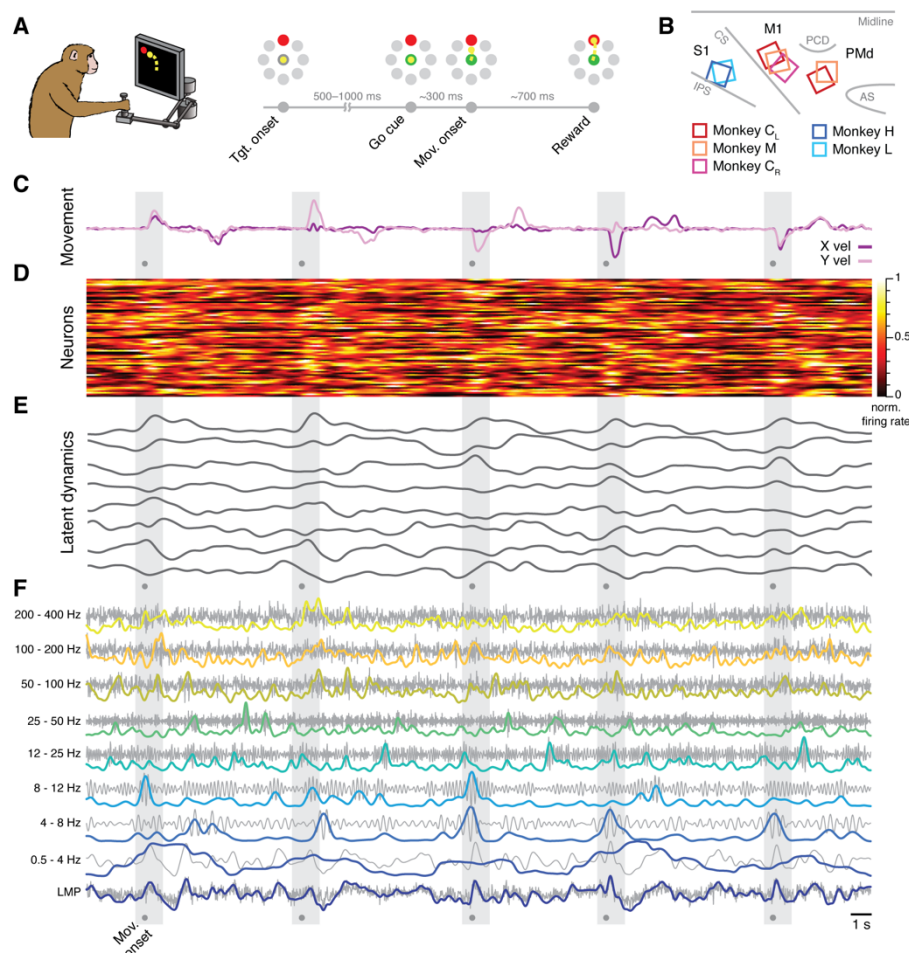 A
Tgt. onset
500–1000 ms
Go cue
~300 ms
Mov. onset
~700 ms
Reward
B
Midline
M1
CS
PCD
S1
PMd
IPS
AS
Monkey CL
Monkey H
Monkey M
Monkey L
Monkey CR
C
Movement
X vel
Y vel
D
Neurons
1
0.5
0
norm.
firing rate
E
Latent dynamics
F
200 - 400 Hz
100 - 200 Hz
50 - 100 Hz
25 - 50 Hz
12 - 25 Hz
8 - 12 Hz
4 - 8 Hz
0.5 - 4 Hz
LMP
1 s
Mov.
onset